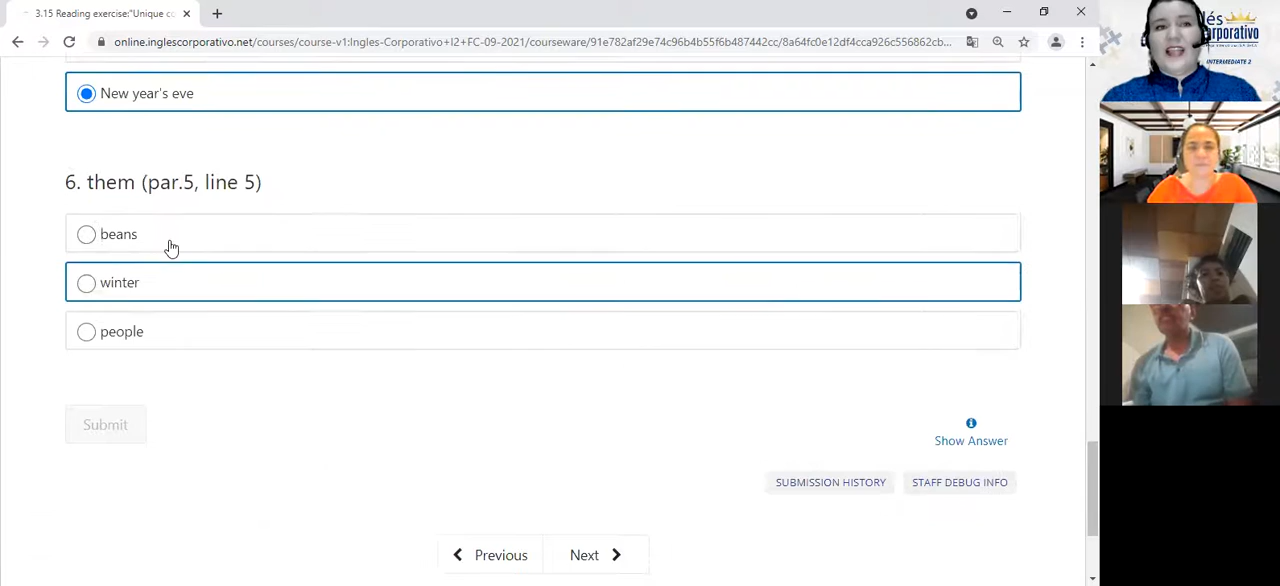 3.15 Reading exercise:"Unique cu
online.inglescorporativo.net/courses/course-v1:Ingles-Corporativo+I2+FC-09-2021/courseware/91e782af29e74c96b4b55f6b487442cc/8a64fc0e12df4cca926c556862cb...
New year's eve
6. them (par.5, line 5)
beans
winter
people
Submit
Show Answer
SUBMISSION HISTORY
STAFF DEBUG INFO
Previous
Next
INTERMEDIATE 2